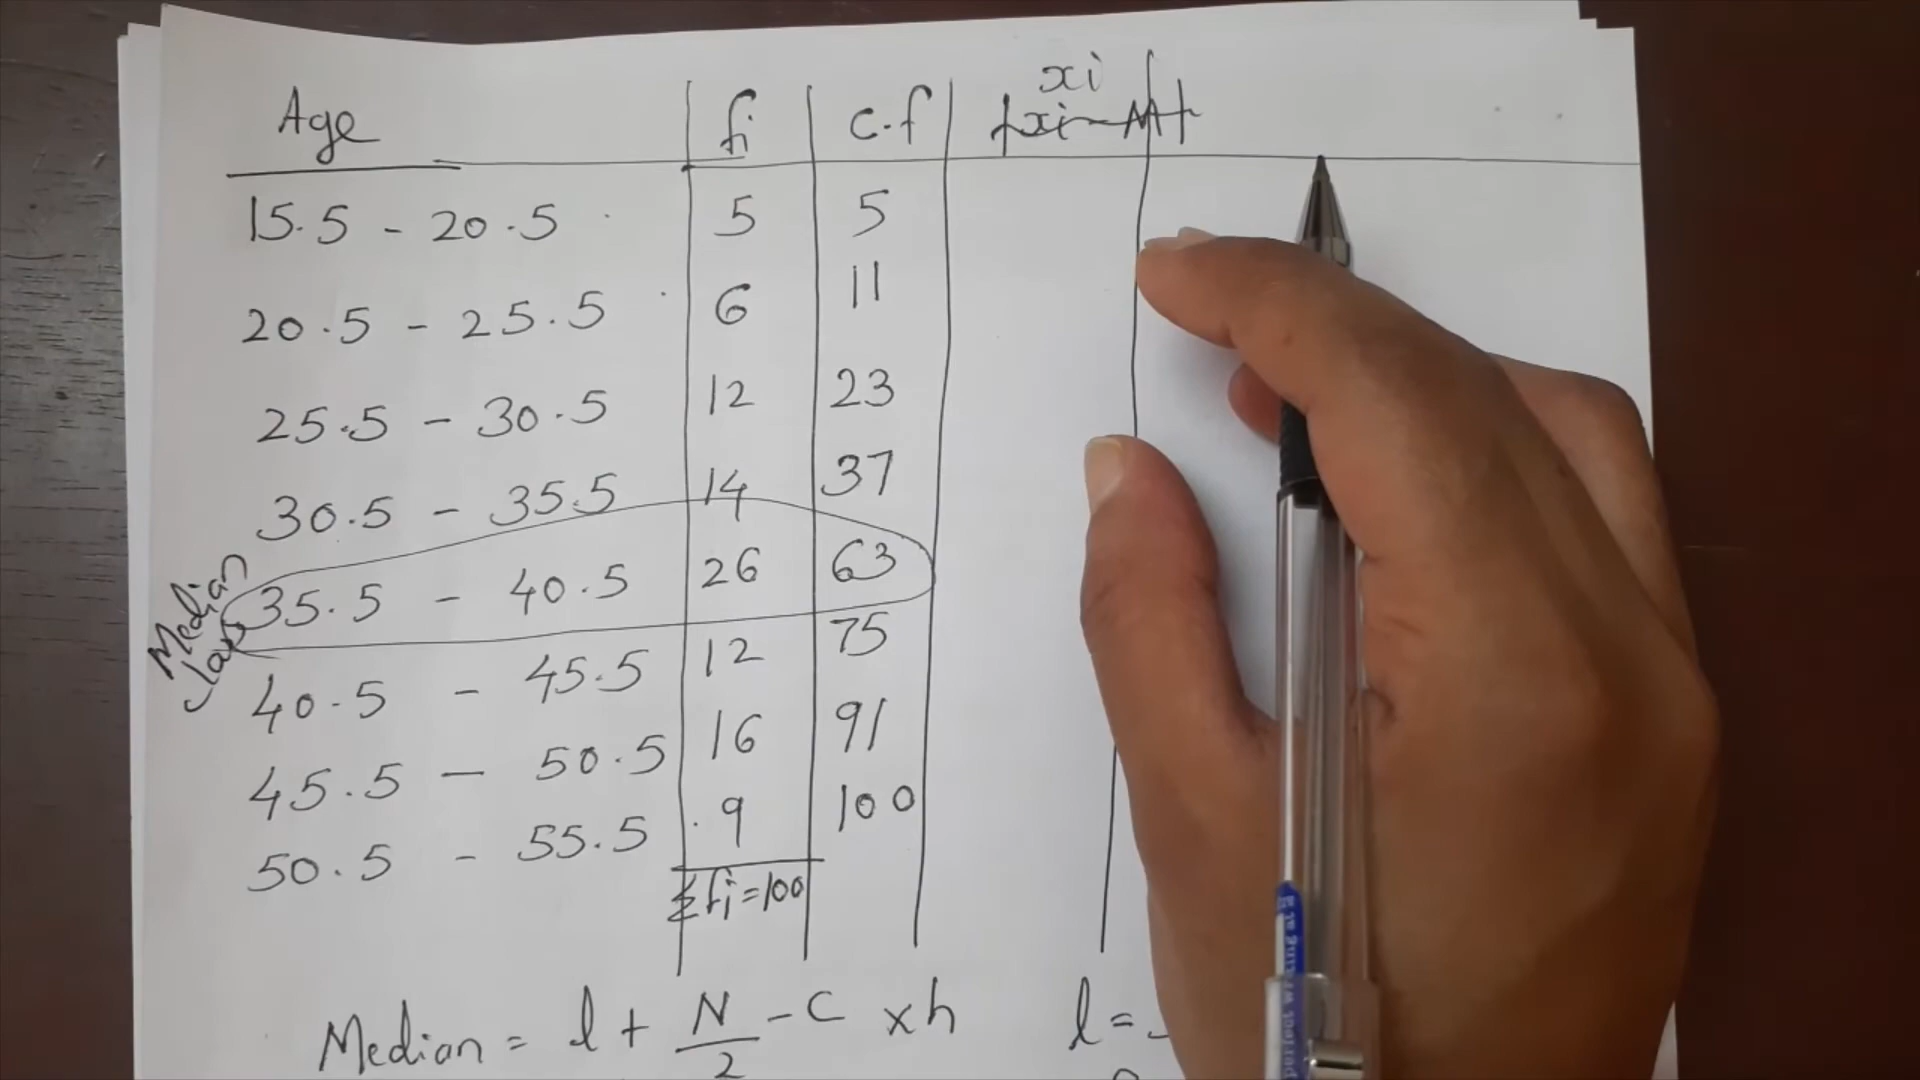 xi
Age fi c.f |xi-M|
15.5 - 20.5 5 5
20.5 - 25.5 6 11
25.5 - 30.5 12 23
30.5 - 35.5 14 37
Median class 35.5 - 40.5 26 63
40.5 - 45.5 12 75
45.5 - 50.5 16 91
50.5 - 55.5 9 100
Σfi=100
Median = l + N/2 - C x h l =